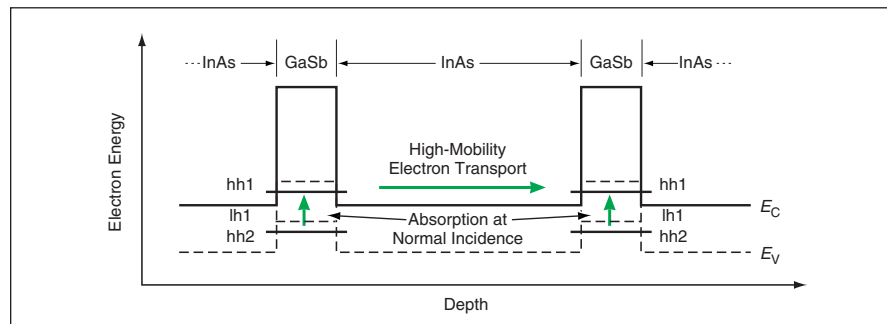 ···InAs GaSb InAs GaSb InAs ···
High-Mobility
Electron Transport
hh1 hh1
lh1 lh1
hh2 hh2
Absorption at
Normal Incidence
E_C
E_V
Electron Energy
Depth